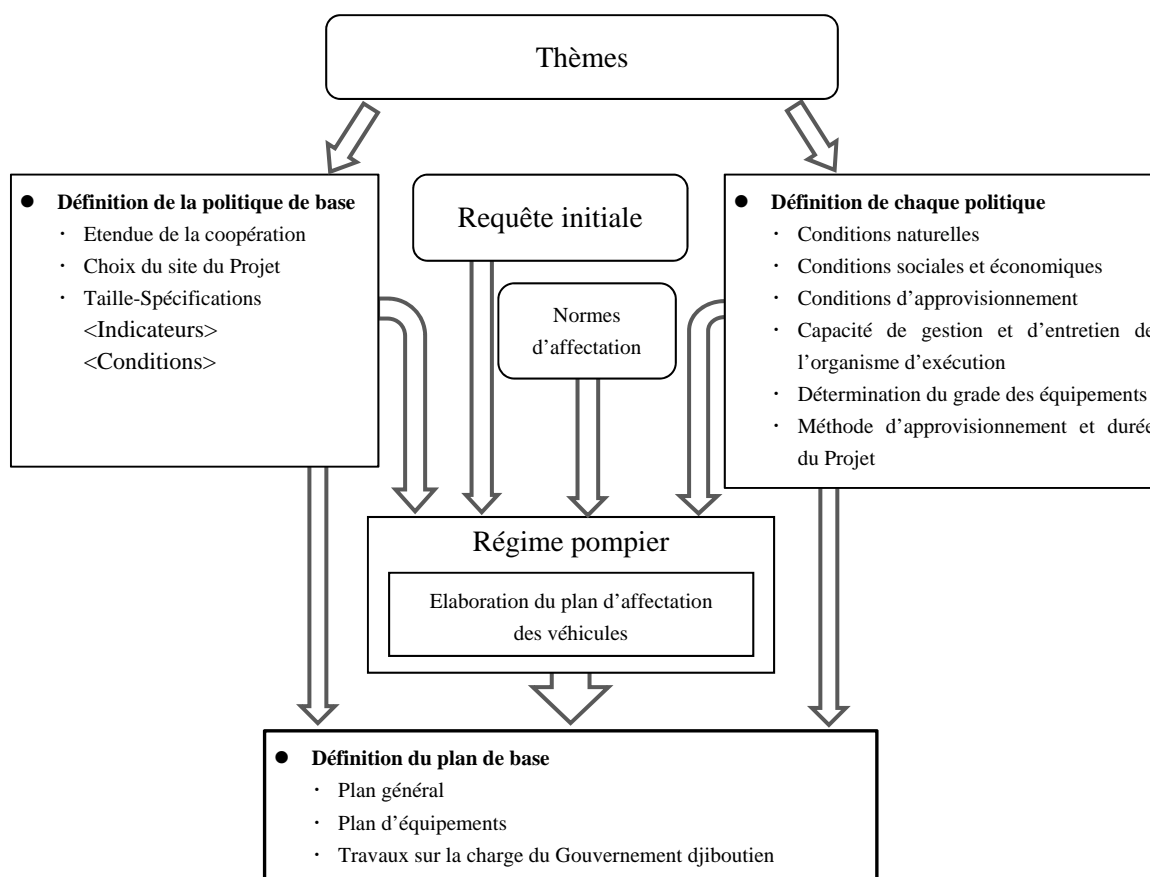 Thèmes
● Définition de la politique de base
・ Etendue de la coopération
・ Choix du site du Projet
・ Taille-Spécifications
<Indicateurs>
<Conditions>
Requête initiale
Normes
d’affectation
● Définition de chaque politique
・ Conditions naturelles
・ Conditions sociales et économiques
・ Conditions d’approvisionnement
・ Capacité de gestion et d’entretien de
l’organisme d’exécution
・ Détermination du grade des équipements
・ Méthode d’approvisionnement et durée
du Projet
Régime pompier
Elaboration du plan d’affectation
des véhicules
● Définition du plan de base
・ Plan général
・ Plan d’équipements
・ Travaux sur la charge du Gouvernement djiboutien